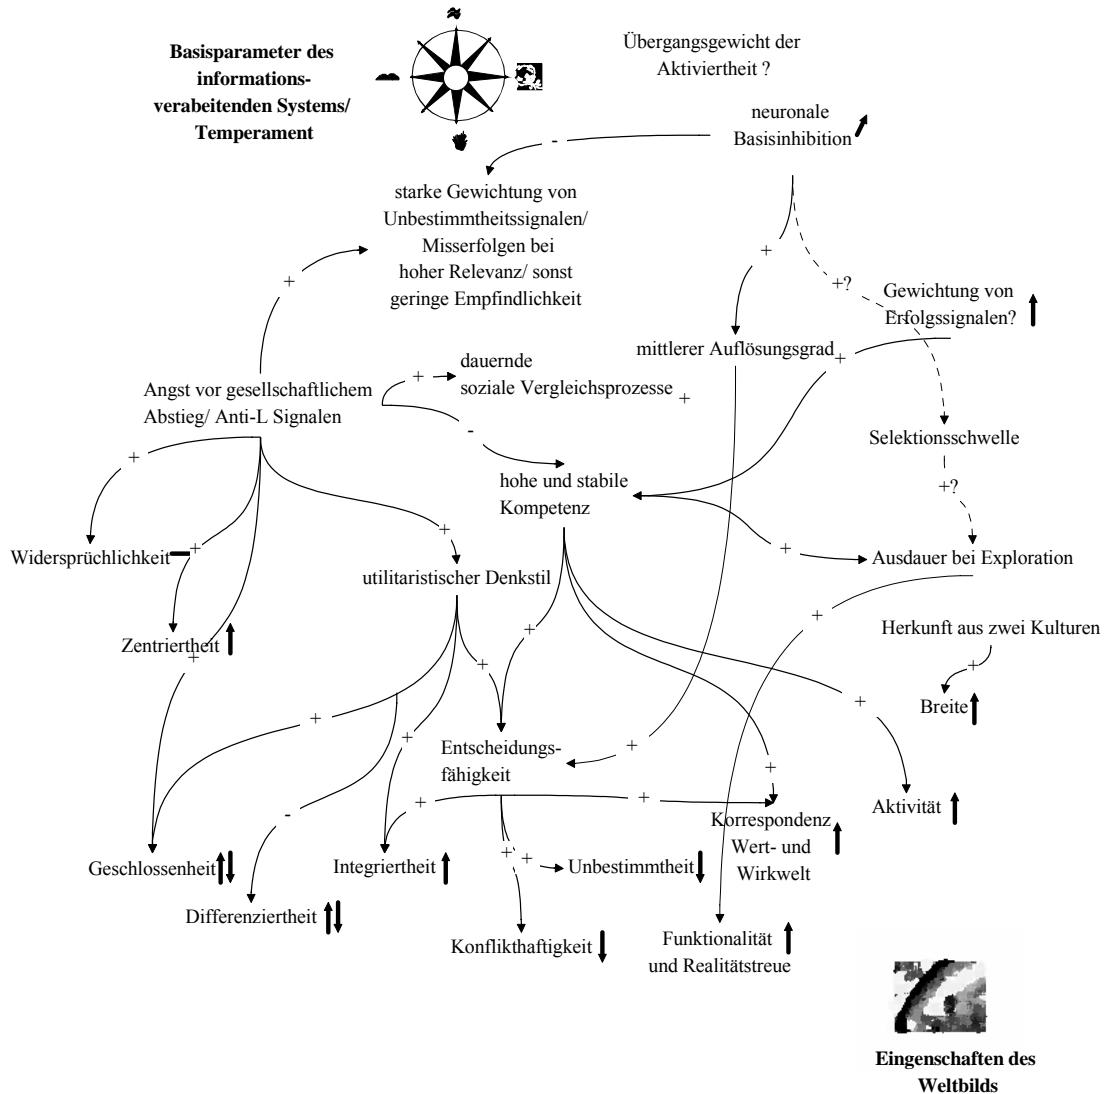 Basisparameter des
informations-
verabeitenden Systems/
Temperament
Übergangsgewicht der
Aktiviertheit ?
neuronale
Basisinhibition
-
starke Gewichtung von
Unbestimmtheitssignalen/
Misserfolgen bei
hoher Relevanz/ sonst
geringe Empfindlichkeit
+
+
+?
Gewichtung von
Erfolgssignalen?
mittlerer Auflösungsgrad
+
dauernde
soziale Vergleichsprozesse
+
+
Angst vor gesellschaftlichem
Abstieg/ Anti-L Signalen
-
Selektionsschwelle
+
hohe und stabile
Kompetenz
+?
+
Widersprüchlichkeit
+
+
Ausdauer bei Exploration
utilitaristischer Denkstil
+
+
Herkunft aus zwei Kulturen
Zentriertheit
+
+
+
Breite
+
+
+
+
Entscheidungs-
fähigkeit
+
+
Aktivität
+
+
-
Korrespondenz
Wert- und
Wirkwelt
Geschlossenheit
Integriertheit
+
+
Unbestimmtheit
Differenziertheit
Konflikthaftigkeit
Funktionalität
und Realitätstreue
Eingenschaften des
Weltbilds